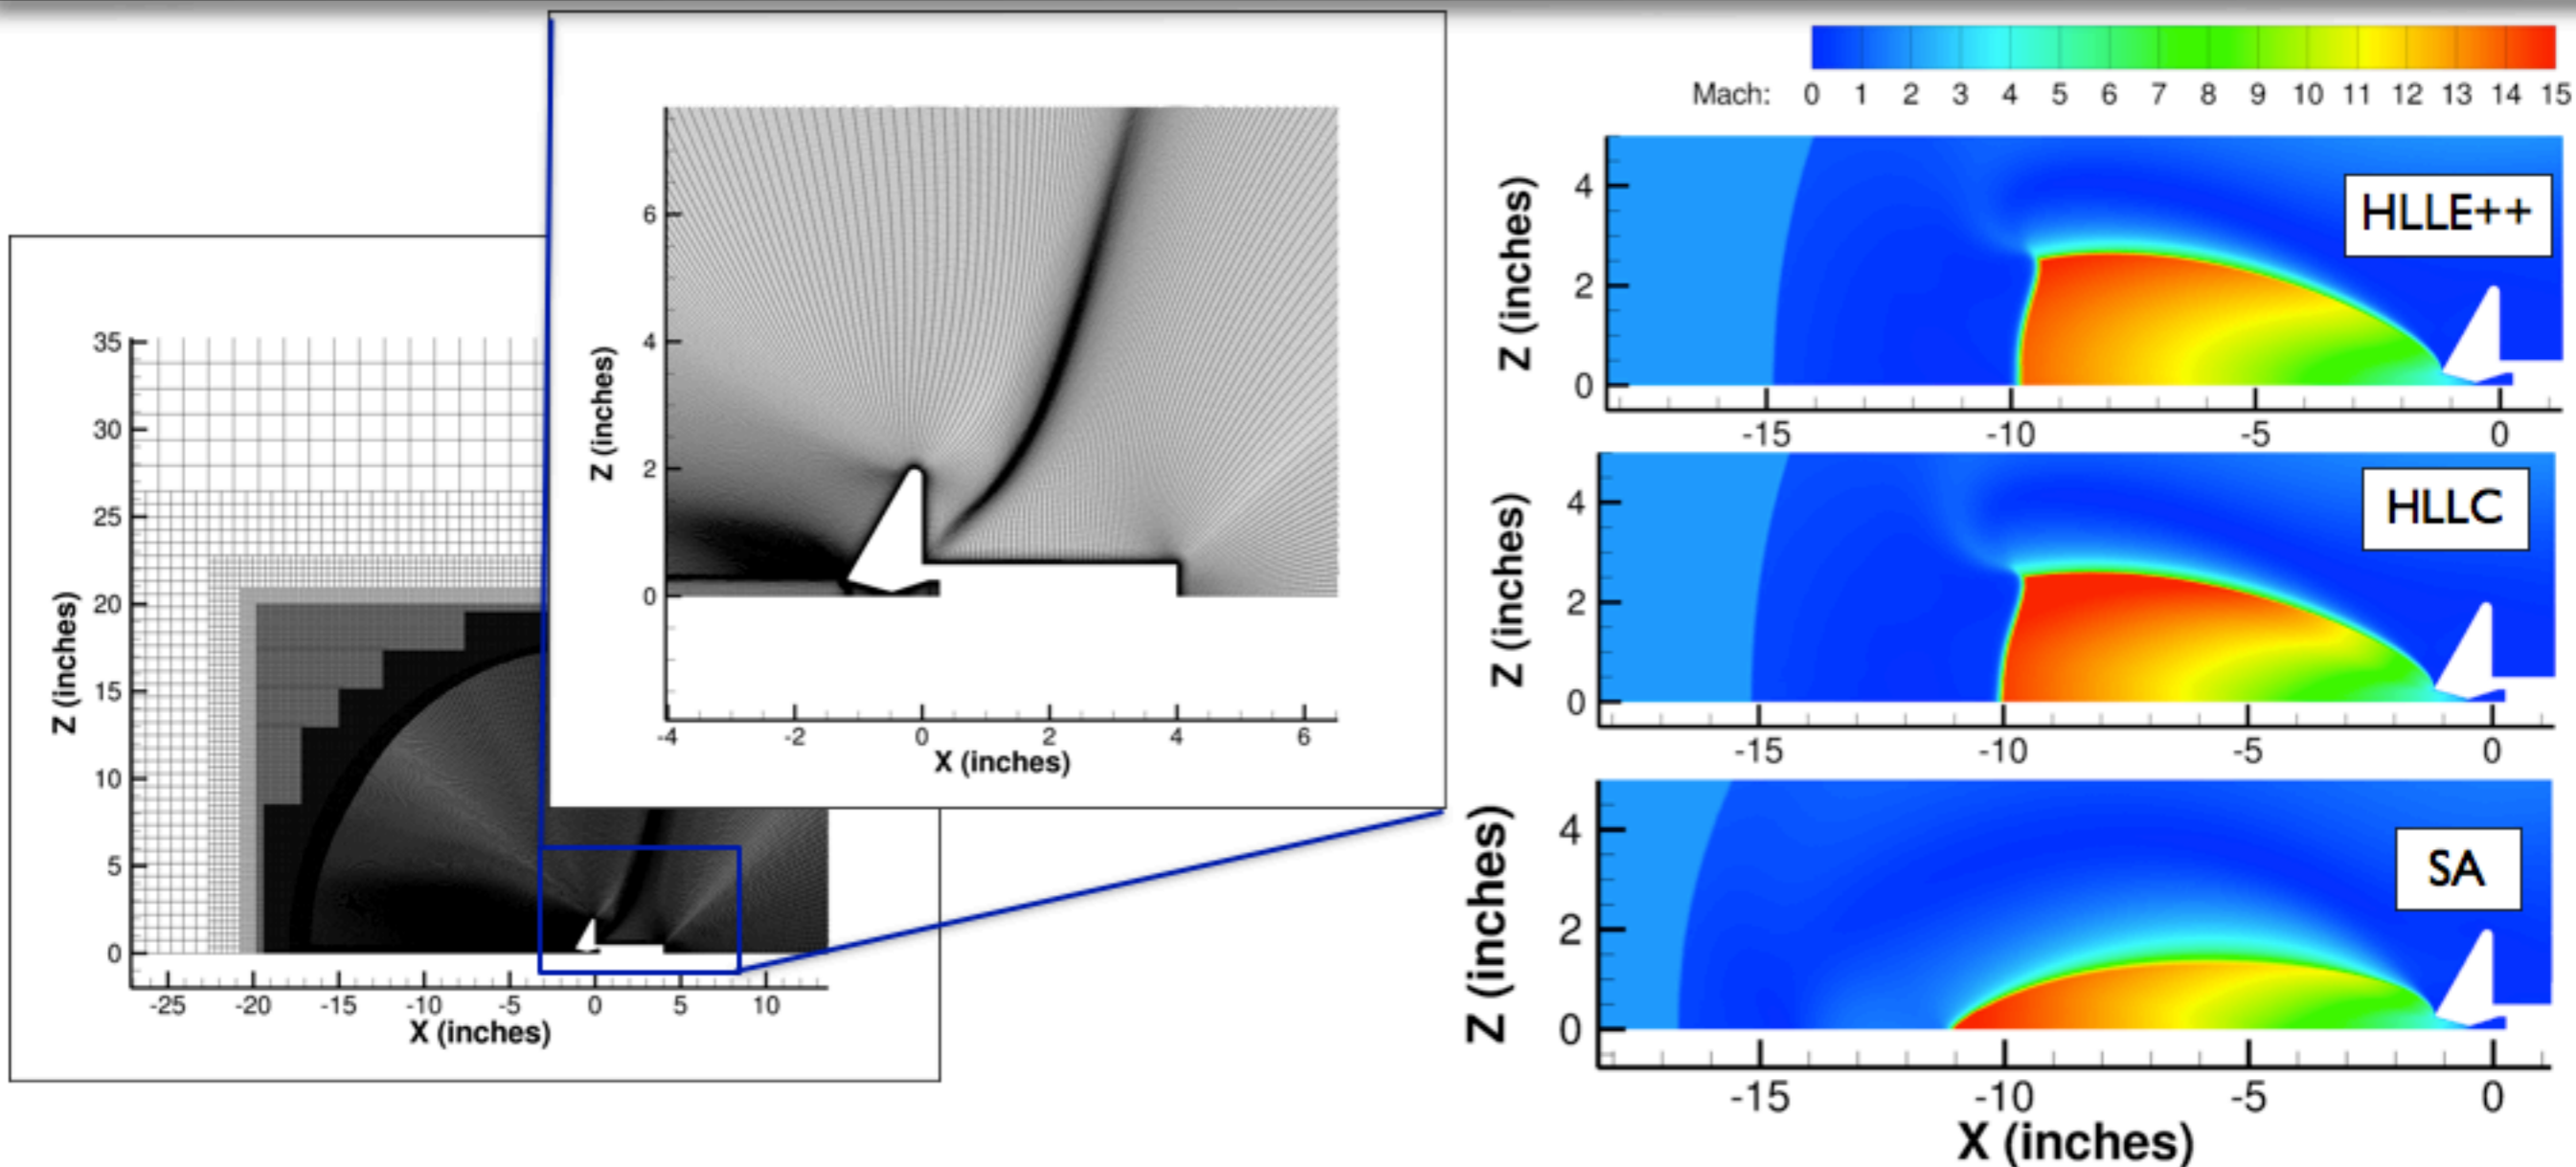 35
30
25
20
15
10
5
0
Z (inches)
-25 -20 -15 -10 -5 0 5 10
X (inches)
6
4
2
0
Z (inches)
-4 -2 0 2 4 6
X (inches)
Mach: 0 1 2 3 4 5 6 7 8 9 10 11 12 13 14 15
HLLE++
4
2
0
Z (inches)
-15 -10 -5 0
HLLC
4
2
0
Z (inches)
-15 -10 -5 0
SA
4
2
0
Z (inches)
-15 -10 -5 0
X (inches)